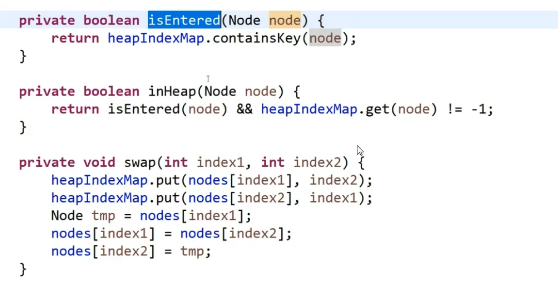 private boolean isEntered(Node node) {
    return heapIndexMap.containsKey(node);
}
private boolean inHeap(Node node) {
    return isEntered(node) && heapIndexMap.get(node) != -1;
}
private void swap(int index1, int index2) {
    heapIndexMap.put(nodes[index1], index2);
    heapIndexMap.put(nodes[index2], index1);
    Node tmp = nodes[index1];
    nodes[index1] = nodes[index2];
    nodes[index2] = tmp;
}